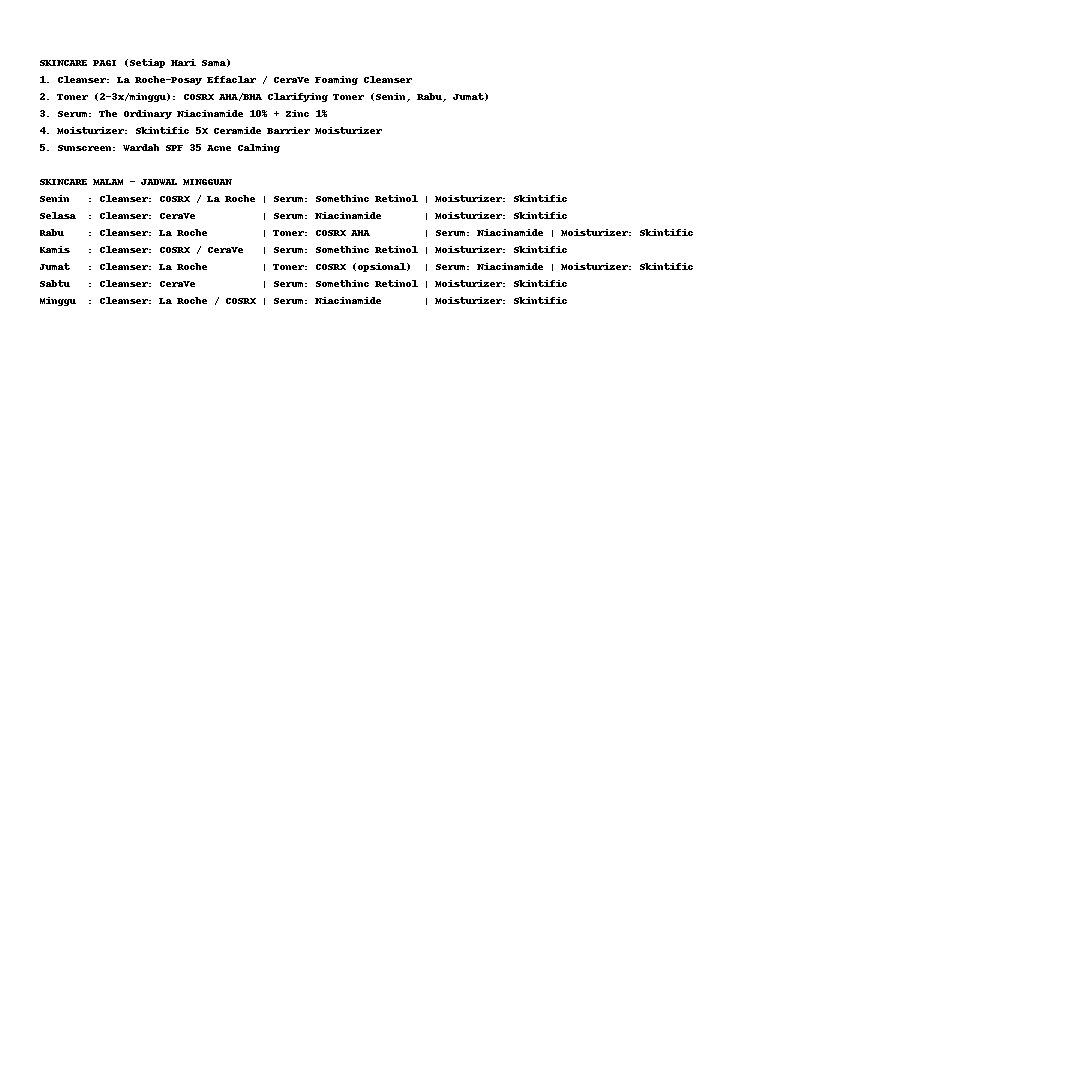 SKINCARE PAGI (Setiap Hari Sama)
1. Cleanser: La Roche-Posay Effaclar / CeraVe Foaming Cleanser
2. Toner (2-3x/minggu): COSRX AHA/BHA Clarifying Toner (Senin, Rabu, Jumat)
3. Serum: The Ordinary Niacinamide 10% + Zinc 1%
4. Moisturizer: Skintific 5X Ceramide Barrier Moisturizer
5. Sunscreen: Wardah SPF 35 Acne Calming

SKINCARE MALAM - JADWAL MINGGUAN
Senin   : Cleanser: COSRX / La Roche | Serum: Somethinc Retinol | Moisturizer: Skintific
Selasa  : Cleanser: CeraVe           | Serum: Niacinamide       | Moisturizer: Skintific
Rabu    : Cleanser: La Roche         | Toner: COSRX AHA         | Serum: Niacinamide | Moisturizer: Skintific
Kamis   : Cleanser: COSRX / CeraVe   | Serum: Somethinc Retinol | Moisturizer: Skintific
Jumat   : Cleanser: La Roche         | Toner: COSRX (opsional)  | Serum: Niacinamide | Moisturizer: Skintific
Sabtu   : Cleanser: CeraVe           | Serum: Somethinc Retinol | Moisturizer: Skintific
Minggu  : Cleanser: La Roche / COSRX | Serum: Niacinamide       | Moisturizer: Skintific